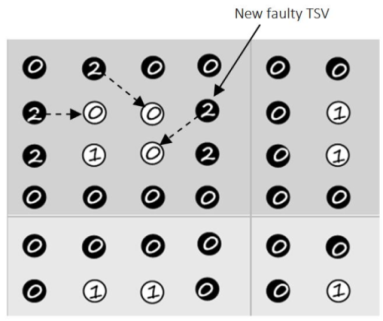 New faulty TSV
0 2 0 0 0 0
2 0 0 2 0 1
2 1 0 2 0 1
0 0 0 0 0 0
0 0 0 0 0 0
0 1 1 0 0 1